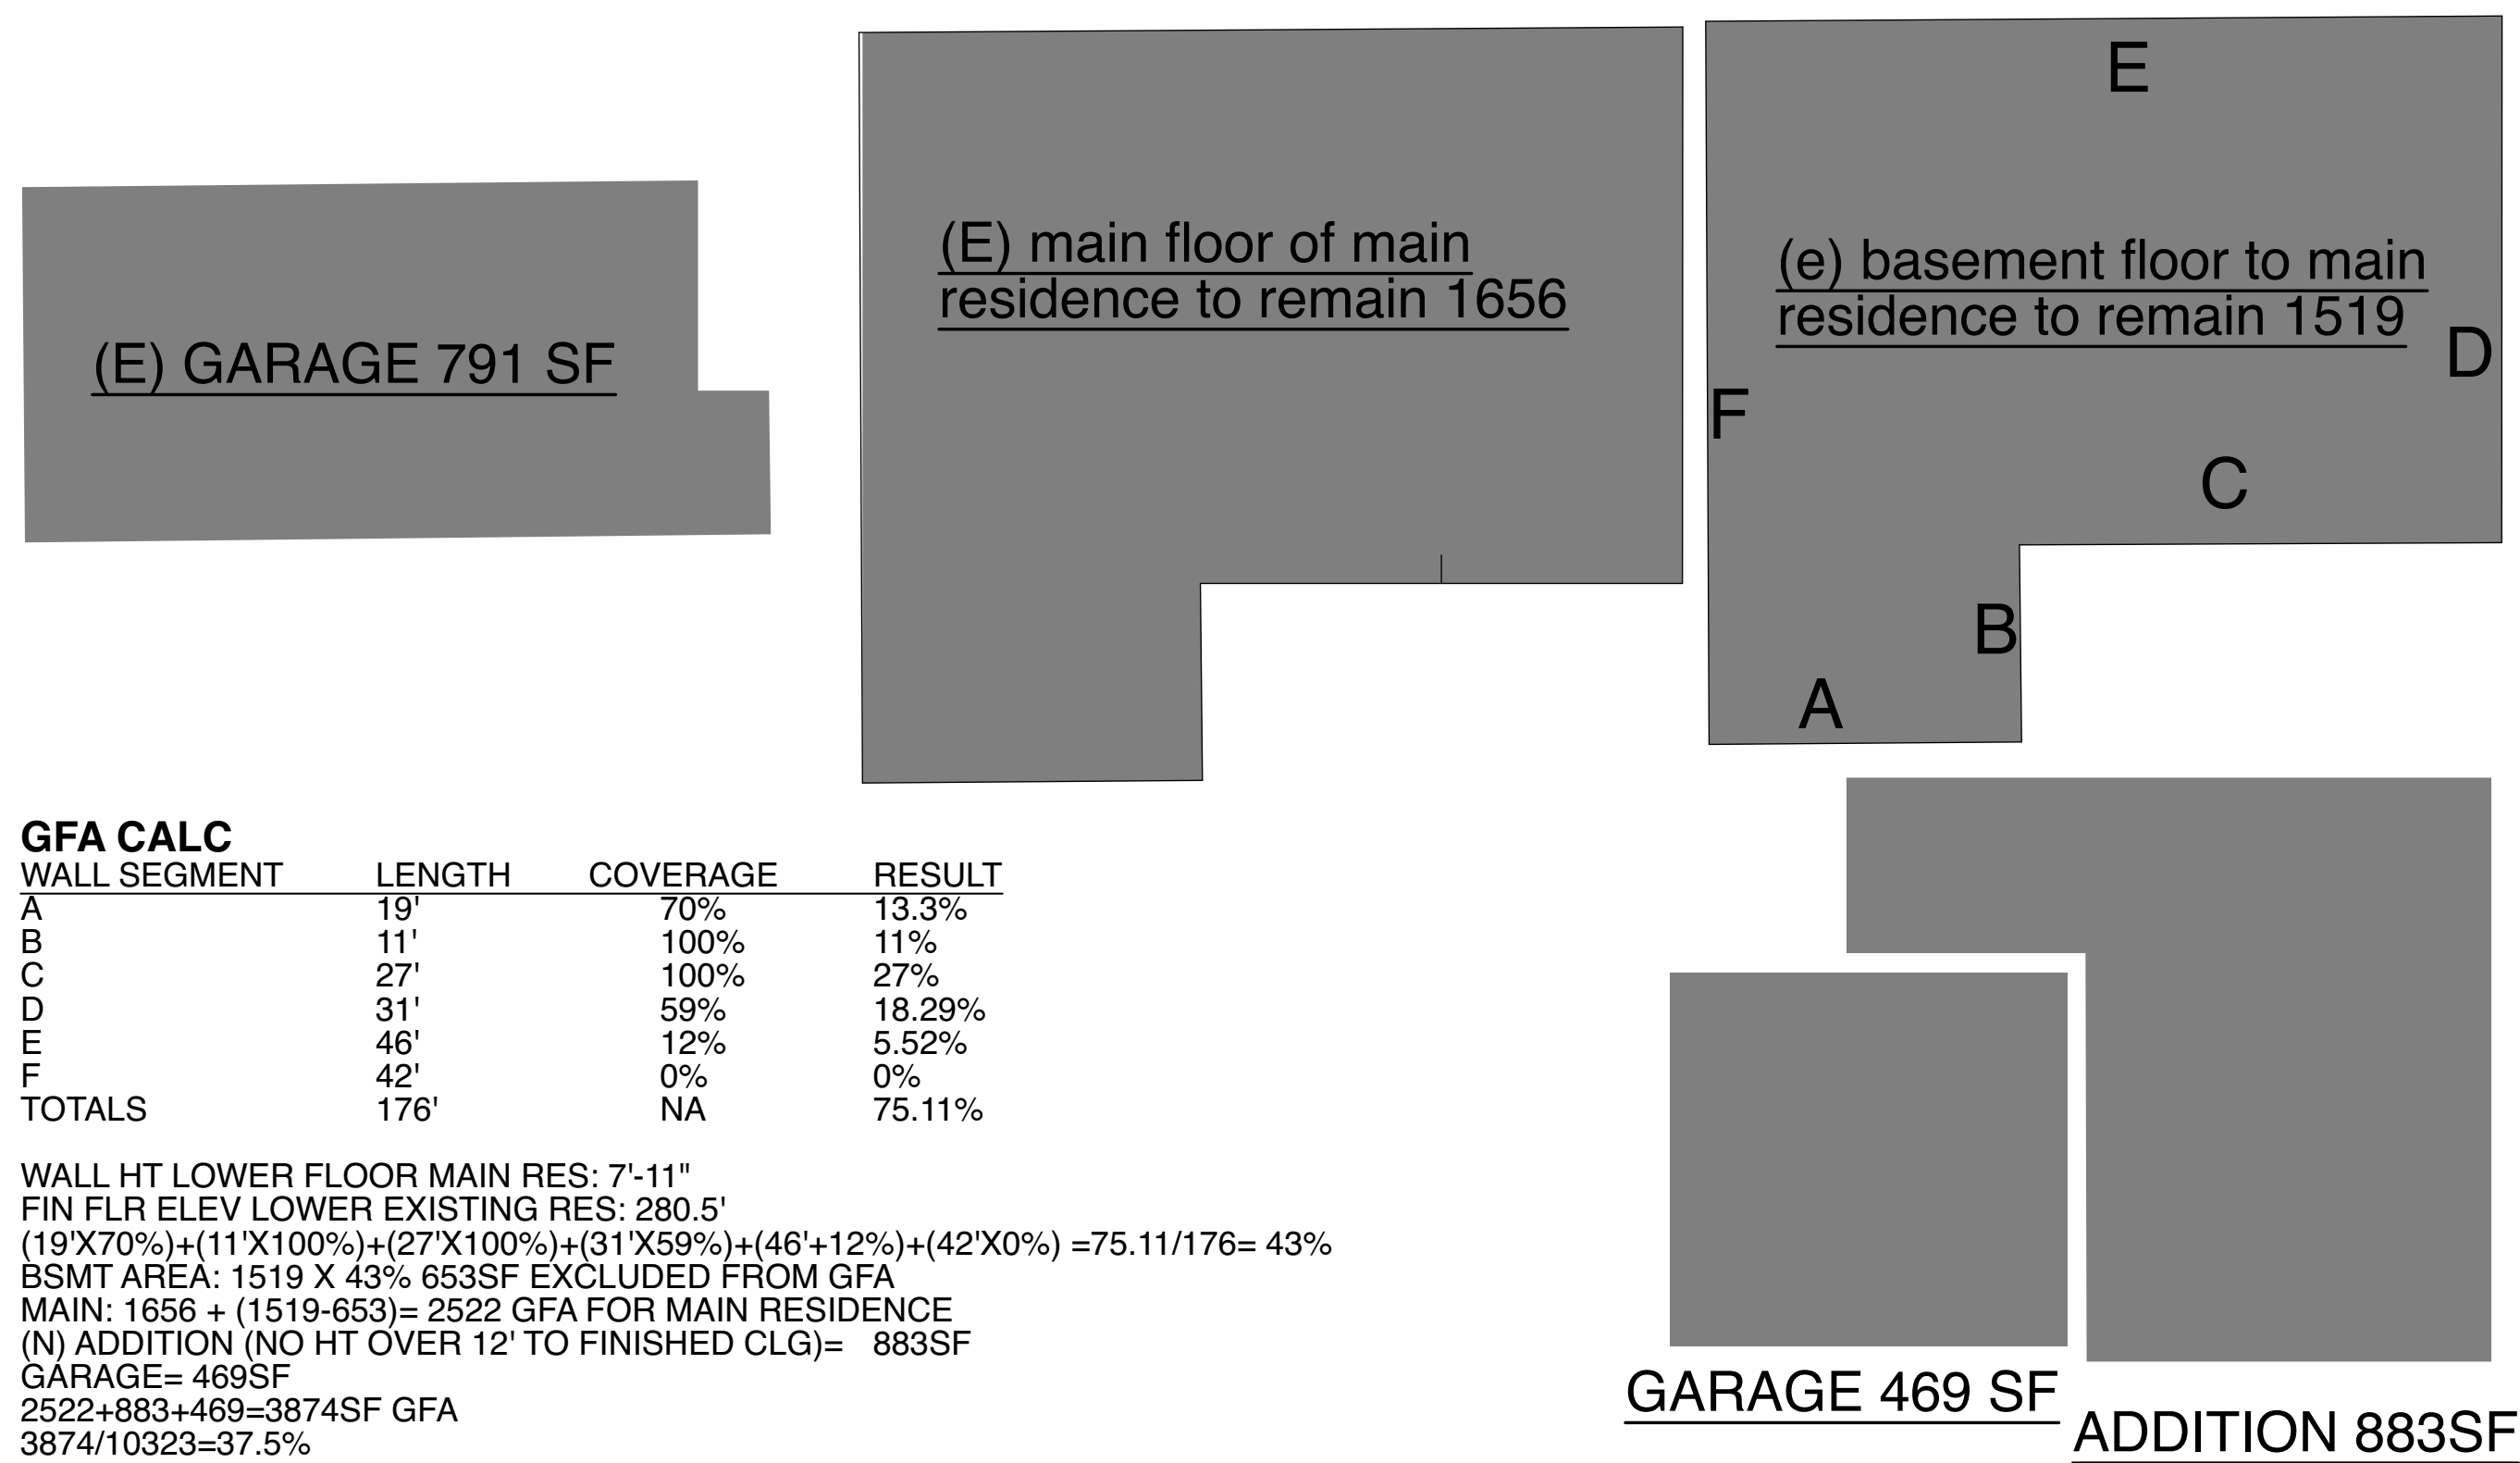 (E) GARAGE 791 SF
(E) main floor of main
residence to remain 1656
E
(e) basement floor to main
residence to remain 1519
D
F
C
B
A
GFA CALC
WALL SEGMENT LENGTH COVERAGE RESULT
A 19' 70% 13.3%
B 11' 100% 11%
C 27' 100% 27%
D 31' 59% 18.29%
E 46' 12% 5.52%
F 42' 0% 0%
TOTALS 176' NA 75.11%
WALL HT LOWER FLOOR MAIN RES: 7'-11"
FIN FLR ELEV LOWER EXISTING RES: 280.5'
(19'X70%)+(11'X100%)+(27'X100%)+(31'X59%)+(46'+12%)+(42'X0%) =75.11/176= 43%
BSMT AREA: 1519 X 43% 653SF EXCLUDED FROM GFA
MAIN: 1656 + (1519-653)= 2522 GFA FOR MAIN RESIDENCE
(N) ADDITION (NO HT OVER 12' TO FINISHED CLG)= 883SF
GARAGE= 469SF
2522+883+469=3874SF GFA
3874/10323=37.5%
GARAGE 469 SF
ADDITION 883SF